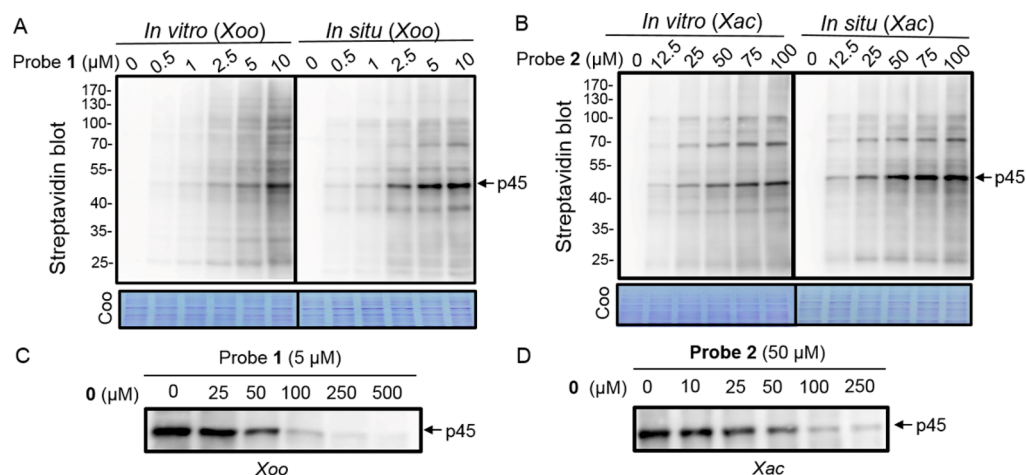 A
In vitro (Xoo) In situ (Xoo)
Probe 1 (μM) 0 0.5 1 2.5 5 10 0 0.5 1 2.5 5 10
170-
130-
100-
70-
55-
40-
35-
25-
Streptavidin blot
p45
Coo
B
In vitro (Xac) In situ (Xac)
Probe 2 (μM) 0 12.5 25 50 75 100 0 12.5 25 50 75 100
170-
130-
100-
70-
55-
40-
35-
25-
Streptavidin blot
p45
Coo
C
Probe 1 (5 μM)
0 (μM) 0 25 50 100 250 500
p45
Xoo
D
Probe 2 (50 μM)
0 (μM) 0 10 25 50 100 250
p45
Xac